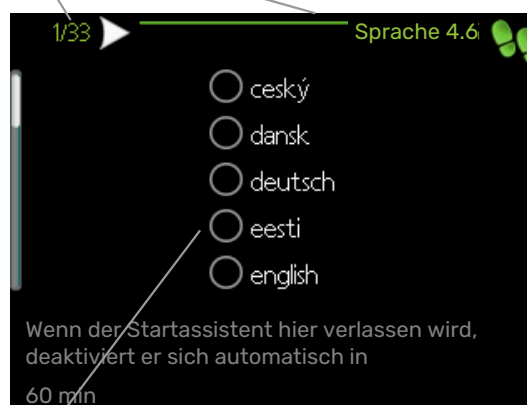 1/33
Sprache 4.6
ceský
dansk
deutsch
eesti
english
Wenn der Startassistent hier verlassen wird,
deaktiviert er sich automatisch in
60 min